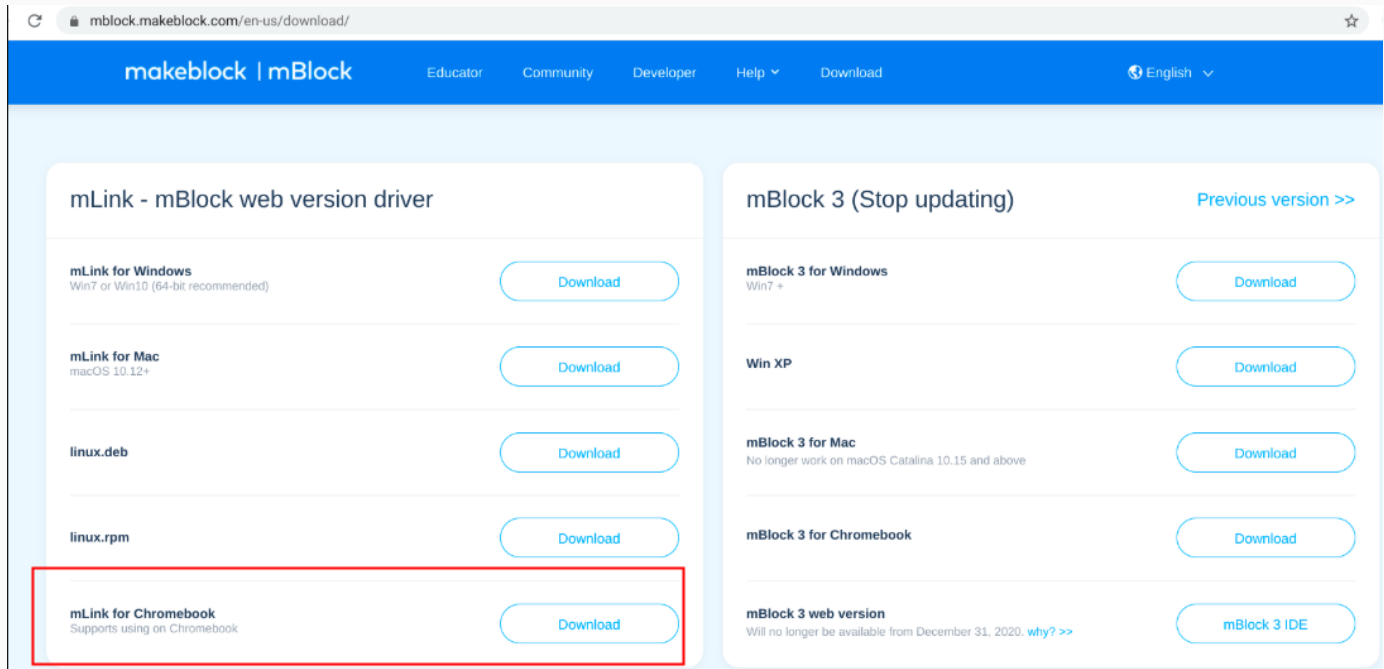 mblock.makeblock.com/en-us/download/
makeblock | mBlock
Educator
Community
Developer
Help
Download
English
mLink - mBlock web version driver
mLink for Windows
Win7 or Win10 (64-bit recommended)
Download
mLink for Mac
macOS 10.12+
Download
linux.deb
Download
linux.rpm
Download
mLink for Chromebook
Supports using on Chromebook
Download
mBlock 3 (Stop updating)
Previous version >>
mBlock 3 for Windows
Win7 +
Download
Win XP
Download
mBlock 3 for Mac
No longer work on macOS Catalina 10.15 and above
Download
mBlock 3 for Chromebook
Download
mBlock 3 web version
Will no longer be available from December 31, 2020. why? >>
mBlock 3 IDE